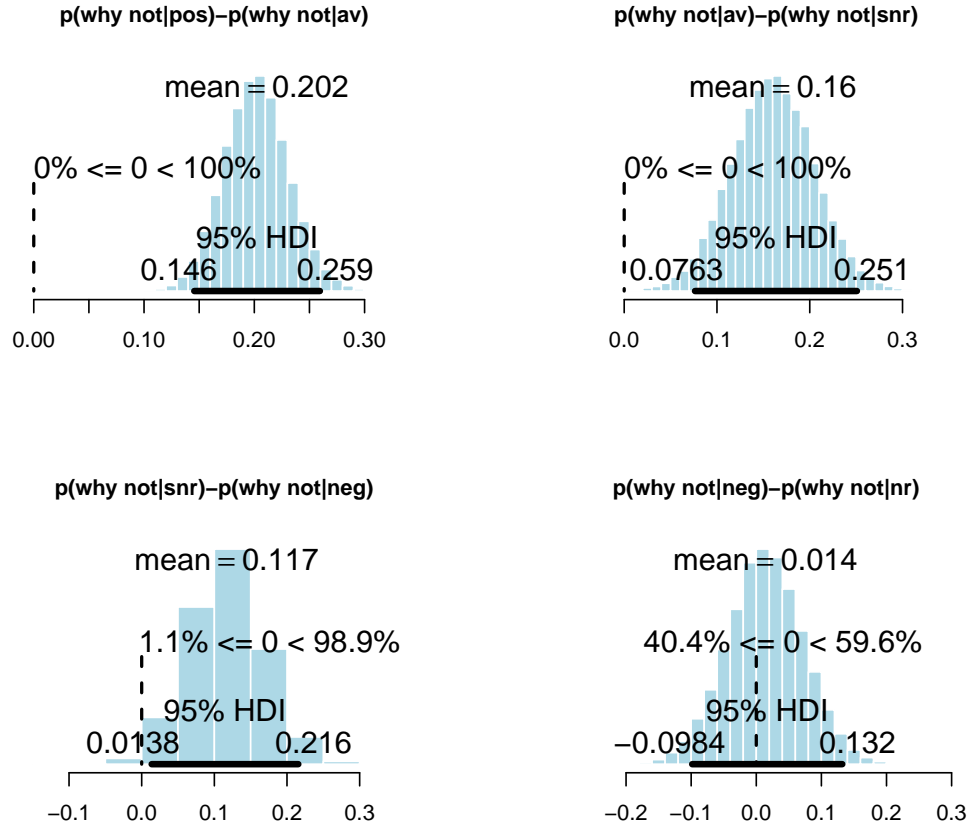 p(why not|pos)−p(why not|av)
mean = 0.202
0% <= 0 < 100%
95% HDI
0.146 0.259
0.00 0.10 0.20 0.30
p(why not|av)−p(why not|snr)
mean = 0.16
0% <= 0 < 100%
95% HDI
0.0763 0.251
0.0 0.1 0.2 0.3
p(why not|snr)−p(why not|neg)
mean = 0.117
1.1% <= 0 < 98.9%
95% HDI
0.0138 0.216
−0.1 0.0 0.1 0.2 0.3
p(why not|neg)−p(why not|nr)
mean = 0.014
40.4% <= 0 < 59.6%
95% HDI
−0.0984 0.132
−0.2 −0.1 0.0 0.1 0.2 0.3